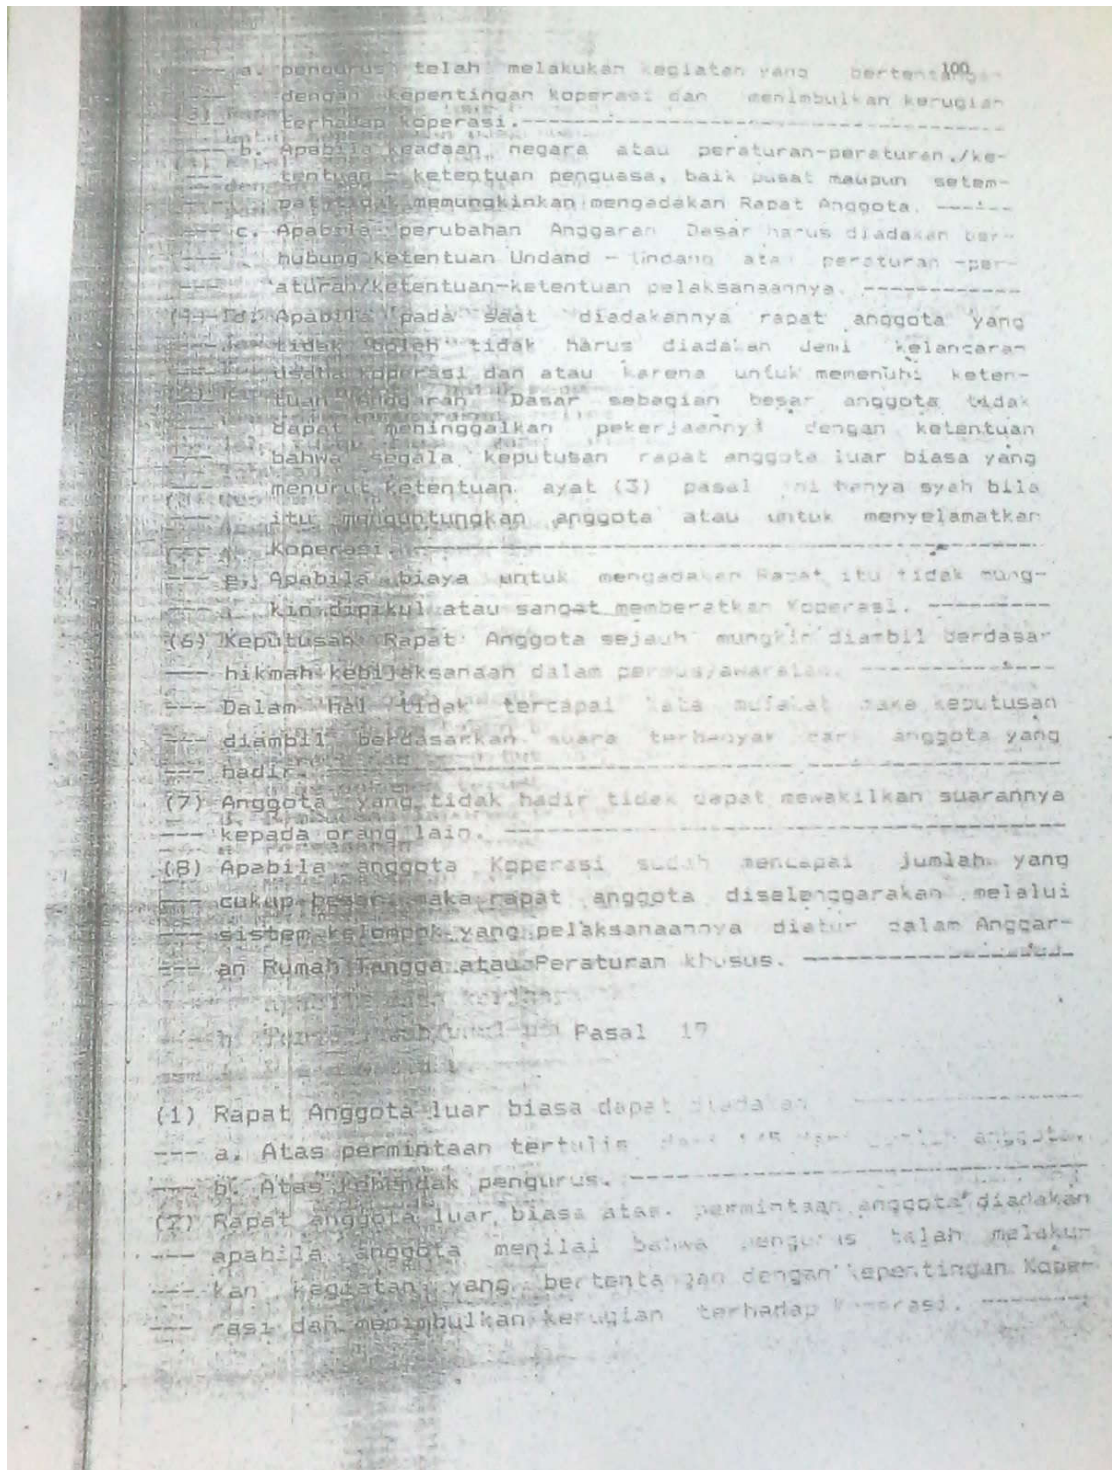 100
--- a. pengurus telah melakukan kegiatan yang bertentangan
--- dengan kepentingan koperasi dan menimbulkan kerugian
--- terhadap koperasi.---
--- b. Apabila keadaan negara atau peraturan-peraturan./ke-
--- tentuan - ketentuan penguasa, baik pusat maupun setem-
--- pat tidak memungkinkan mengadakan Rapat Anggota. ---
--- c. Apabila perubahan Anggaran Dasar harus diadakan ber-
--- hubung ketentuan Undand - Undang atau peraturan -per-
--- aturan/ketentuan-ketentuan pelaksanaannya. ---
--- d. Apabila pada saat diadakannya rapat anggota yang
--- tidak boleh tidak harus diadakan demi kelancaran
--- usaha koperasi dan atau karena untuk memenuhi keten-
--- tuan Anggaran Dasar sebagian besar anggota tidak
--- dapat meninggalkan pekerjaannya dengan ketentuan
--- bahwa segala keputusan rapat anggota luar biasa yang
--- menurut ketentuan ayat (3) pasal ini hanya syah bila
--- itu menguntungkan anggota atau untuk menyelamatkan
--- Koperasi. ---
--- e. Apabila biaya untuk mengadakan Rapat itu tidak mung-
--- kin dipikul atau sangat memberatkan Koperasi. ---
(6) Keputusan Rapat Anggota sejauh mungkin diambil berdasar
--- hikmah kebijaksanaan dalam ---
--- Dalam hal tidak tercapai kata mufakat maka keputusan
--- diambil berdasarkan suara terbanyak dari anggota yang
--- hadir. ---
(7) Anggota yang tidak hadir tidak dapat mewakilkan suarannya
--- kepada orang lain. ---
(8) Apabila anggota Koperasi sudah mencapai jumlah yang
--- cukup besar maka rapat anggota diselenggarakan melalui
--- sistem kelompok yang pelaksanaannya diatur dalam Anggar-
--- an Rumah Tangga atau Peraturan khusus. ---
Pasal 17
(1) Rapat Anggota luar biasa dapat diadakan ---
--- a. Atas permintaan tertulis dari 1/5 dari jumlah anggota.
--- b. Atas kehendak pengurus. ---
(2) Rapat anggota luar biasa atas permintaan anggota diadakan
--- apabila anggota menilai bahwa pengurus telah melaku-
--- kan kegiatan yang bertentangan dengan kepentingan Kope-
--- rasi dan menimbulkan kerugian terhadap Koperasi. ---